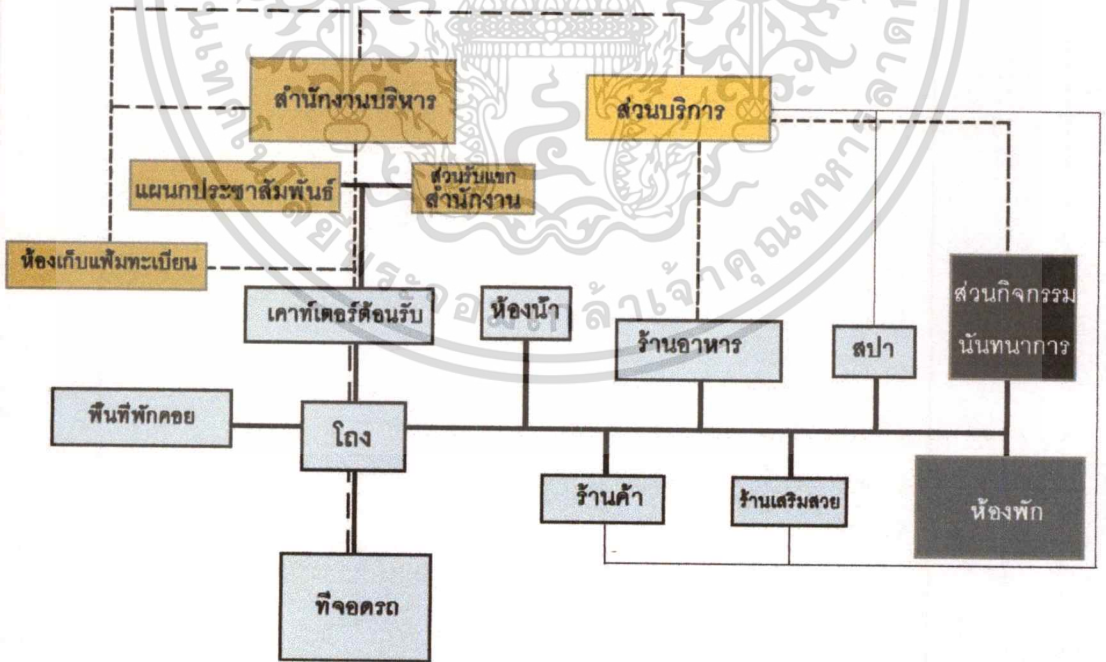 สำนักงานบริหาร
ส่วนบริการ
แผนกประชาสัมพันธ์
ส่วนรับแขก
สำนักงาน
ห้องเก็บแฟ้มทะเบียน
เคาท์เตอร์ต้อนรับ
ห้องน้ำ
ร้านอาหาร
สปา
ส่วนกิจกรรม
นันทนาการ
พื้นที่พักคอย
โถง
ร้านค้า
ร้านเสริมสวย
ห้องพัก
ที่จอดรถ